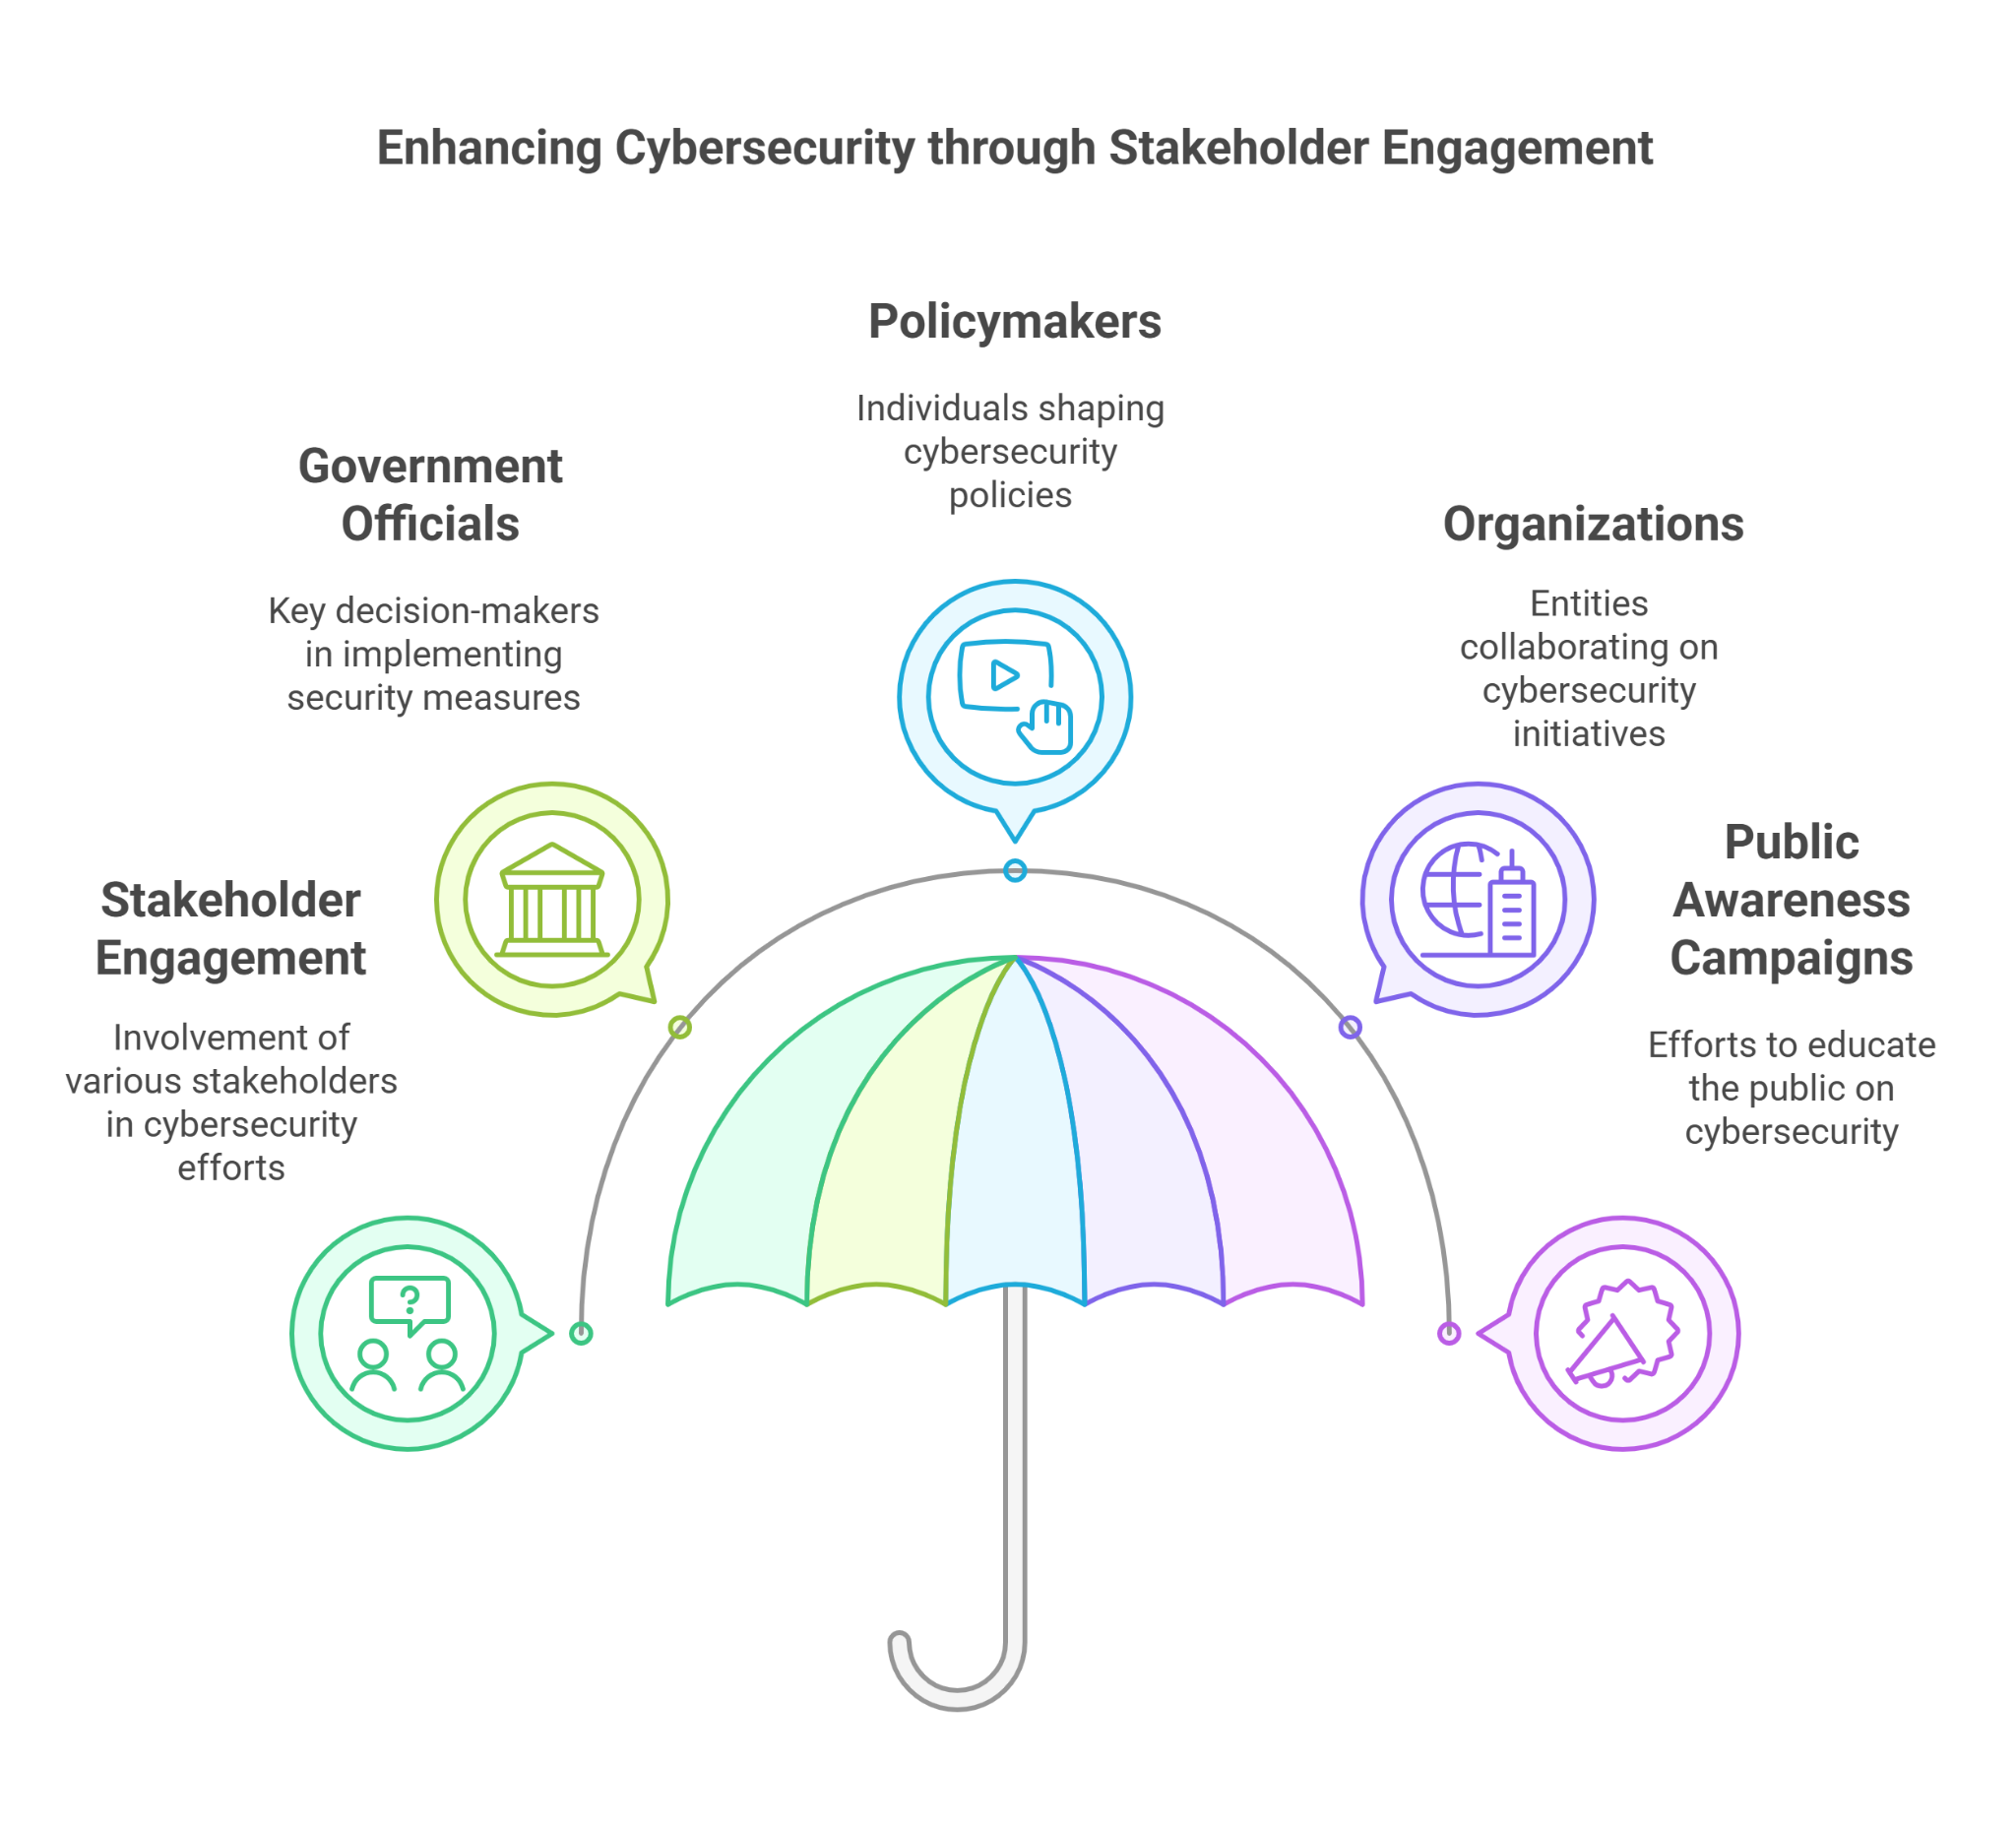 Enhancing Cybersecurity through Stakeholder Engagement
Policymakers
Individuals shaping
cybersecurity
policies
Government
Officials
Key decision-makers
in implementing
security measures
Organizations
Entities
collaborating on
cybersecurity
initiatives
Stakeholder
Engagement
Involvement of
various stakeholders
in cybersecurity
efforts
Public
Awareness
Campaigns
Efforts to educate
the public on
cybersecurity
?